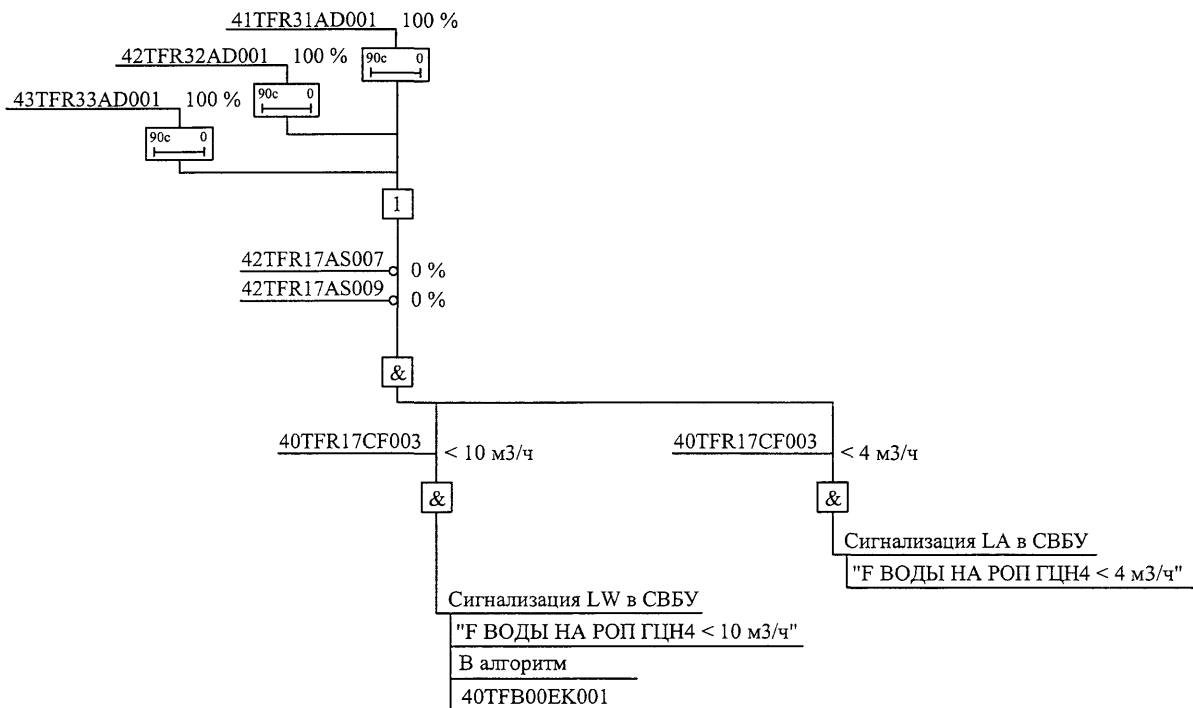 41TFR31AD001 100 %
90с 0
42TFR32AD001 100 %
90с 0
43TFR33AD001 100 %
90с 0
1
42TFR17AS007 0 %
42TFR17AS009 0 %
&
40TFR17CF003 < 10 м3/ч
40TFR17CF003 < 4 м3/ч
&
&
Сигнализация LA в СВБУ
"F ВОДЫ НА РОП ГЦН4 < 4 м3/ч"
Сигнализация LW в СВБУ
"F ВОДЫ НА РОП ГЦН4 < 10 м3/ч"
В алгоритм
40TFB00EK001